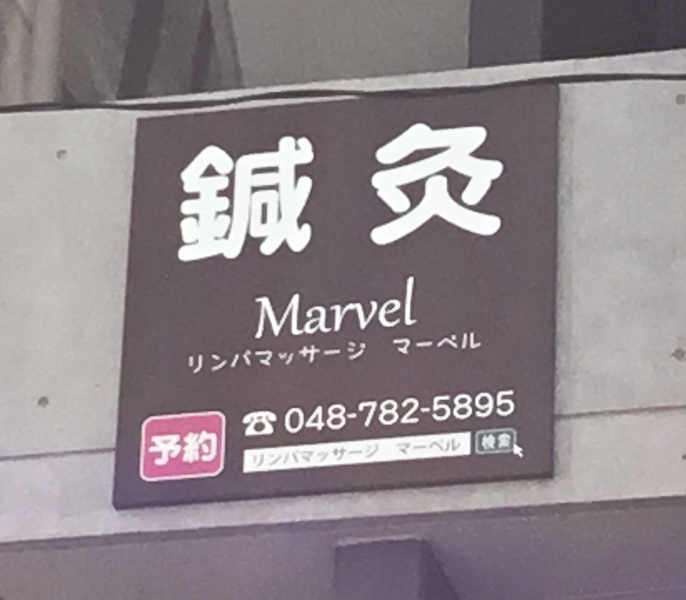 鍼灸
Marvel
リンパマッサージ　マーベル
予約
☎048-782-5895
リンパマッサージ　マーベル
検索